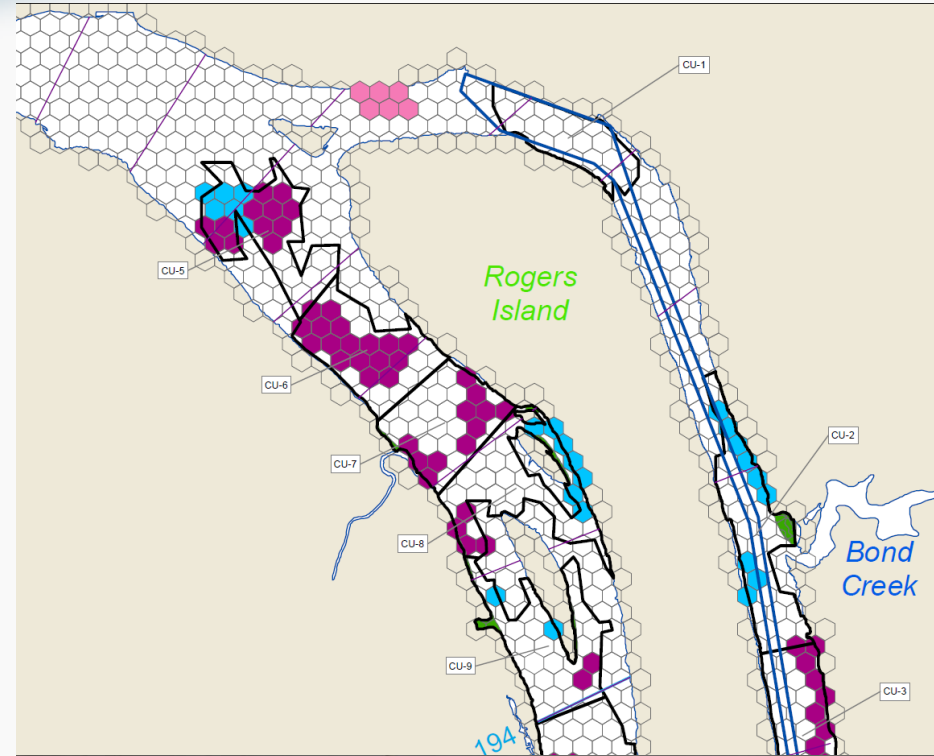 CU-1
CU-5
Rogers
Island
CU-6
CU-2
CU-7
CU-8
Bond
Creek
CU-9
CU-3
194